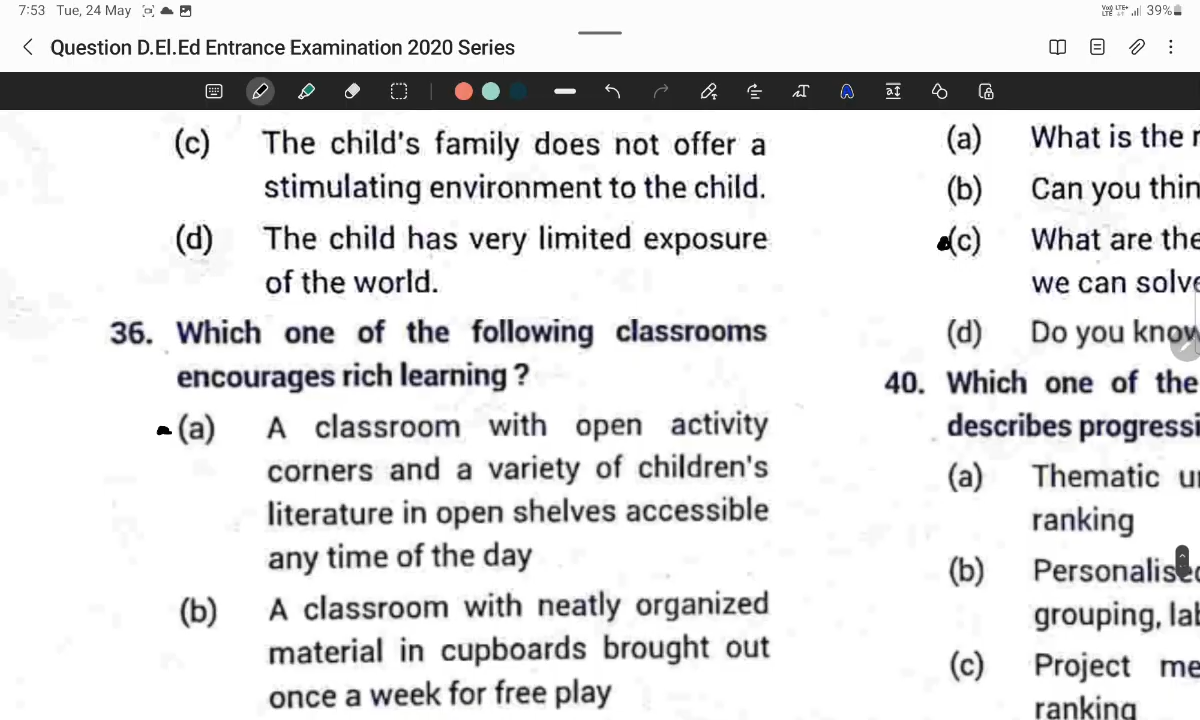 7:53 Tue, 24 May
39%
Question D.El.Ed Entrance Examination 2020 Series
(c) The child's family does not offer a
stimulating environment to the child.
(d) The child has very limited exposure
of the world.
36. Which one of the following classrooms
encourages rich learning ?
(a) A classroom with open activity
corners and a variety of children's
literature in open shelves accessible
any time of the day
(b) A classroom with neatly organized
material in cupboards brought out
once a week for free play
(a) What is the
(b) Can you thin
(c) What are the
we can solve
(d) Do you know
40. Which one of the
describes progressi
(a) Thematic
ranking
(b) Personalised
grouping, lab
(c) Project me
ranking